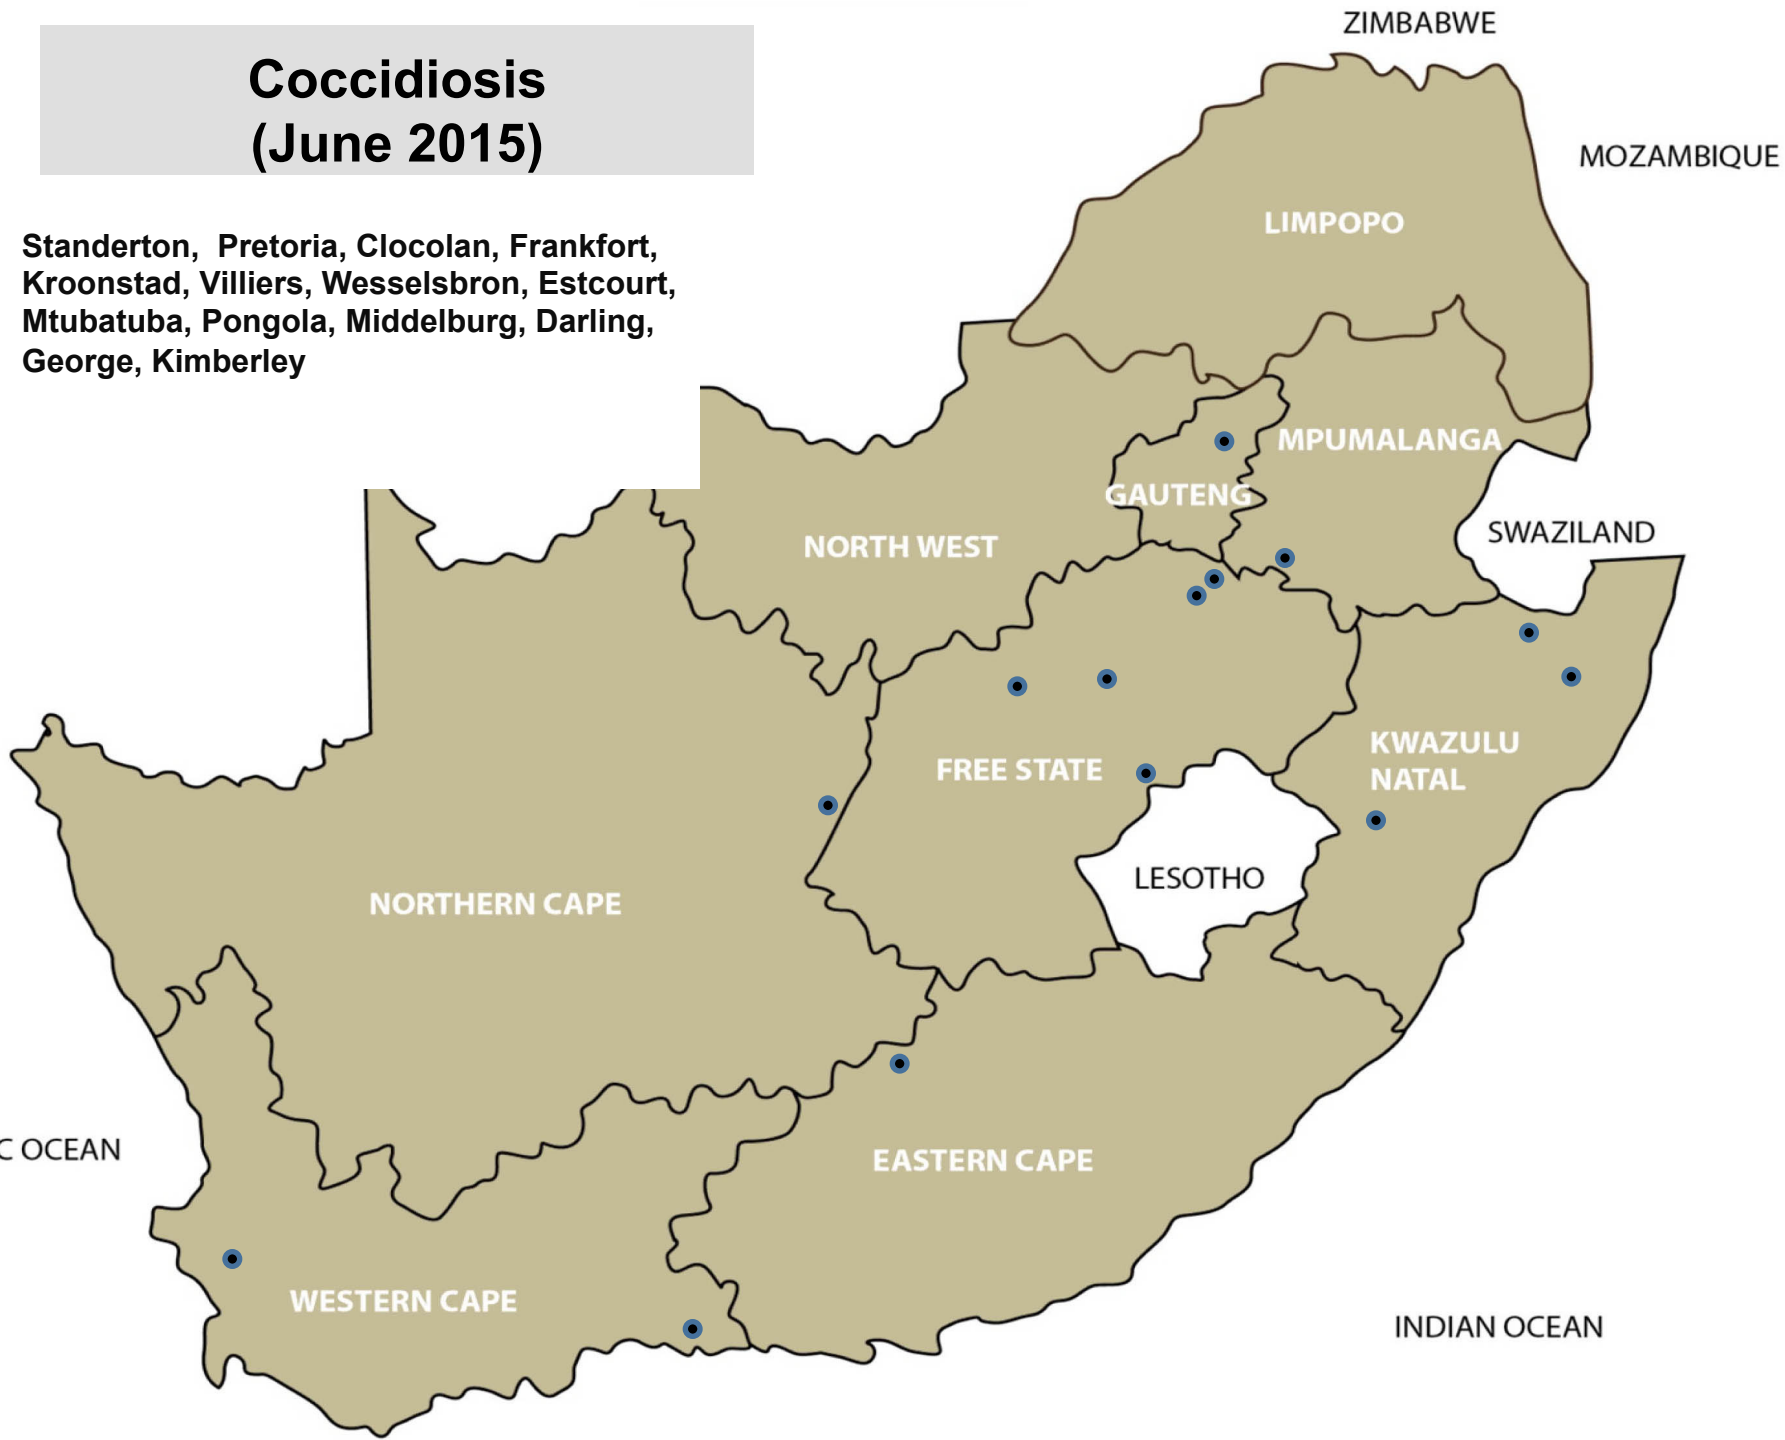 Coccidiosis
(June 2015)
Standerton,  Pretoria, Clocolan, Frankfort,
Kroonstad, Villiers, Wesselsbron, Estcourt,
Mtubatuba, Pongola, Middelburg, Darling,
George, Kimberley
ZIMBABWE
MOZAMBIQUE
LIMPOPO
MPUMALANGA
GAUTENG
SWAZILAND
NORTH WEST
KWAZULU
NATAL
FREE STATE
LESOTHO
NORTHERN CAPE
C OCEAN
EASTERN CAPE
WESTERN CAPE
INDIAN OCEAN